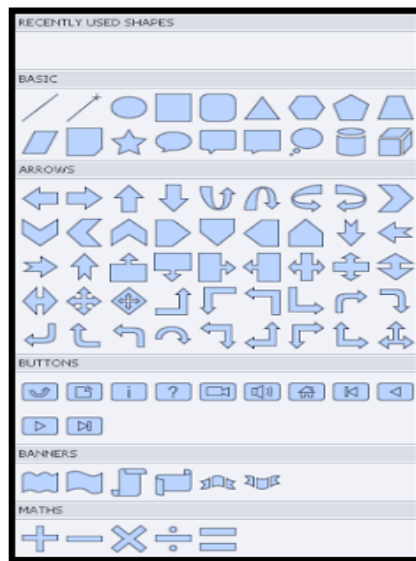 RECENTLY USED SHAPES
BASIC
ARROWS
BUTTONS
i ?
BANNERS
MATHS